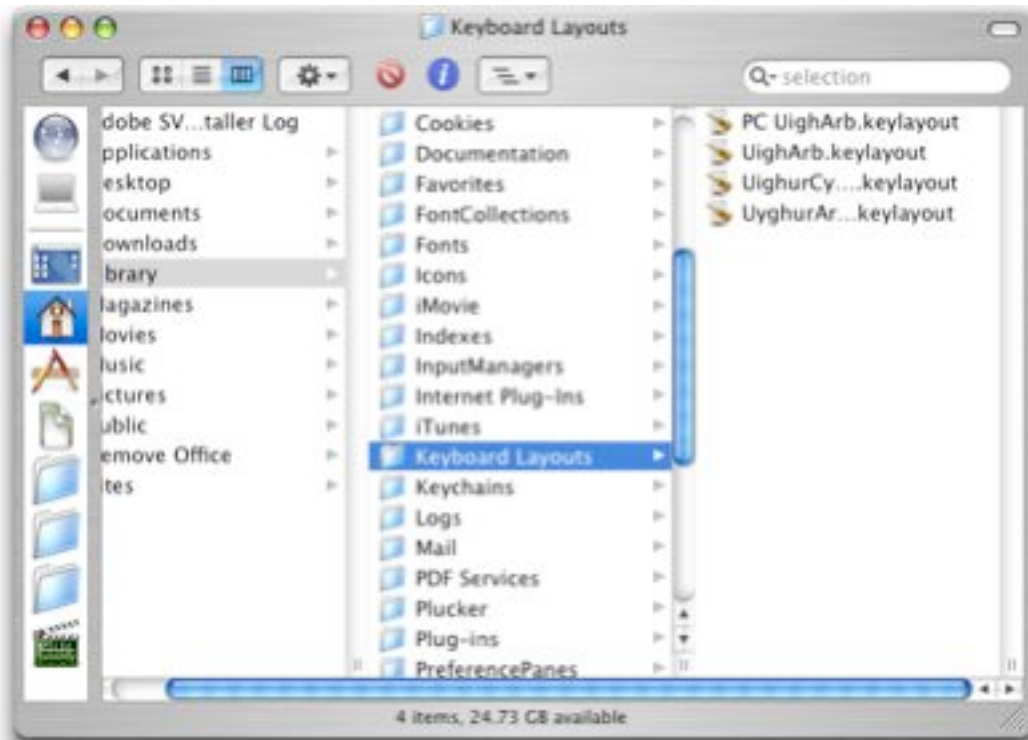 Keyboard Layouts
selection
dobe SV...taller Log
pplications
esktop
ocuments
ownloads
ibrary
lagazines
lovies
lusic
ictures
ublic
emove Office
ites
Cookies
Documentation
Favorites
FontCollections
Fonts
Icons
iMovie
Indexes
InputManagers
Internet Plug-Ins
iTunes
Keyboard Layouts
Keychains
Logs
Mail
PDF Services
Plucker
Plug-ins
PreferencePanes
PC UighArb.keylayout
UighArb.keylayout
UighurCy....keylayout
UyghurAr...keylayout
4 items, 24.73 GB available